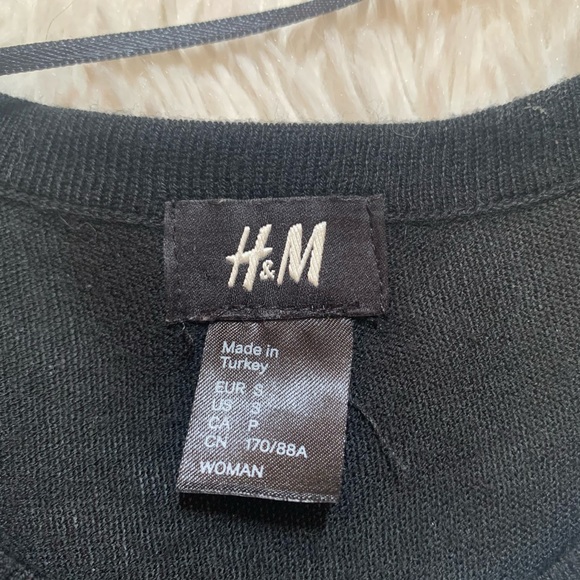 H&M
Made in
Turkey
EUR S
US S
CA P
CN 170/88A
WOMAN